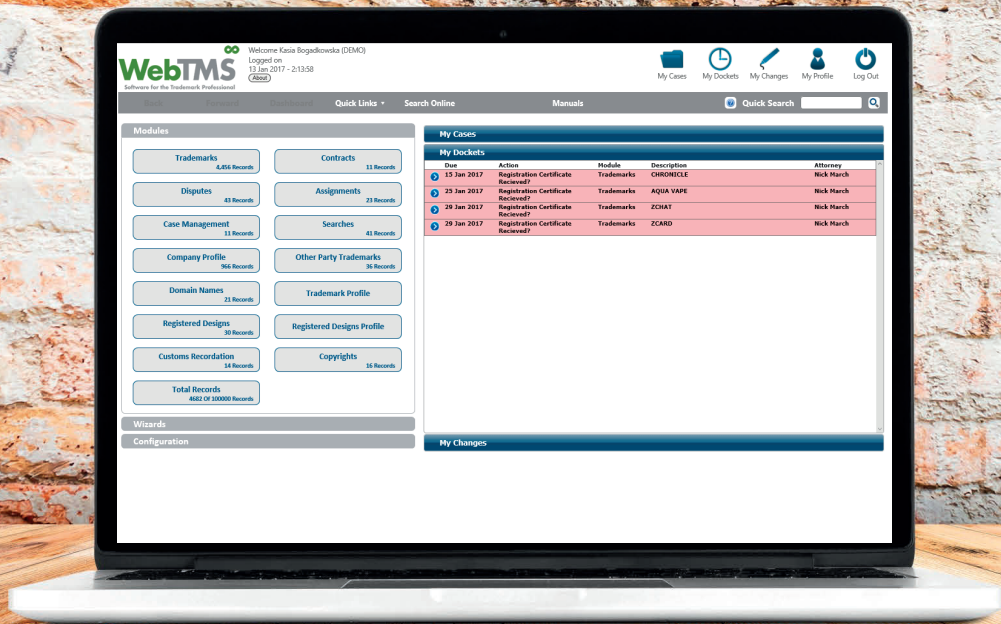 WebTMS
Software for the Trademark Professional
Welcome Kasia Bogadkowska (DEMO)
Logged on
13 Jan 2017 - 2:13:58
About
My Cases
My Dockets
My Changes
My Profile
Log Out
Back
Forward
Dashboard
Quick Links
Search Online
Manuals
Quick Search
Modules
Trademarks
4,456 Records
Contracts
11 Records
Disputes
43 Records
Assignments
23 Records
Case Management
11 Records
Searches
41 Records
Company Profile
966 Records
Other Party Trademarks
36 Records
Domain Names
21 Records
Trademark Profile
Registered Designs
30 Records
Registered Designs Profile
Customs Recordation
14 Records
Copyrights
16 Records
Total Records
4682 Of 100000 Records
Wizards
Configuration
My Cases
My Dockets
Due Action Module Description Attorney
15 Jan 2017 Registration Certificate Trademarks CHRONICLE Nick March
Recieved?
25 Jan 2017 Registration Certificate Trademarks AQUA VAPE Nick March
Recieved?
29 Jan 2017 Registration Certificate Trademarks ZCHAT Nick March
Recieved?
29 Jan 2017 Registration Certificate Trademarks ZCARD Nick March
Recieved?
My Changes